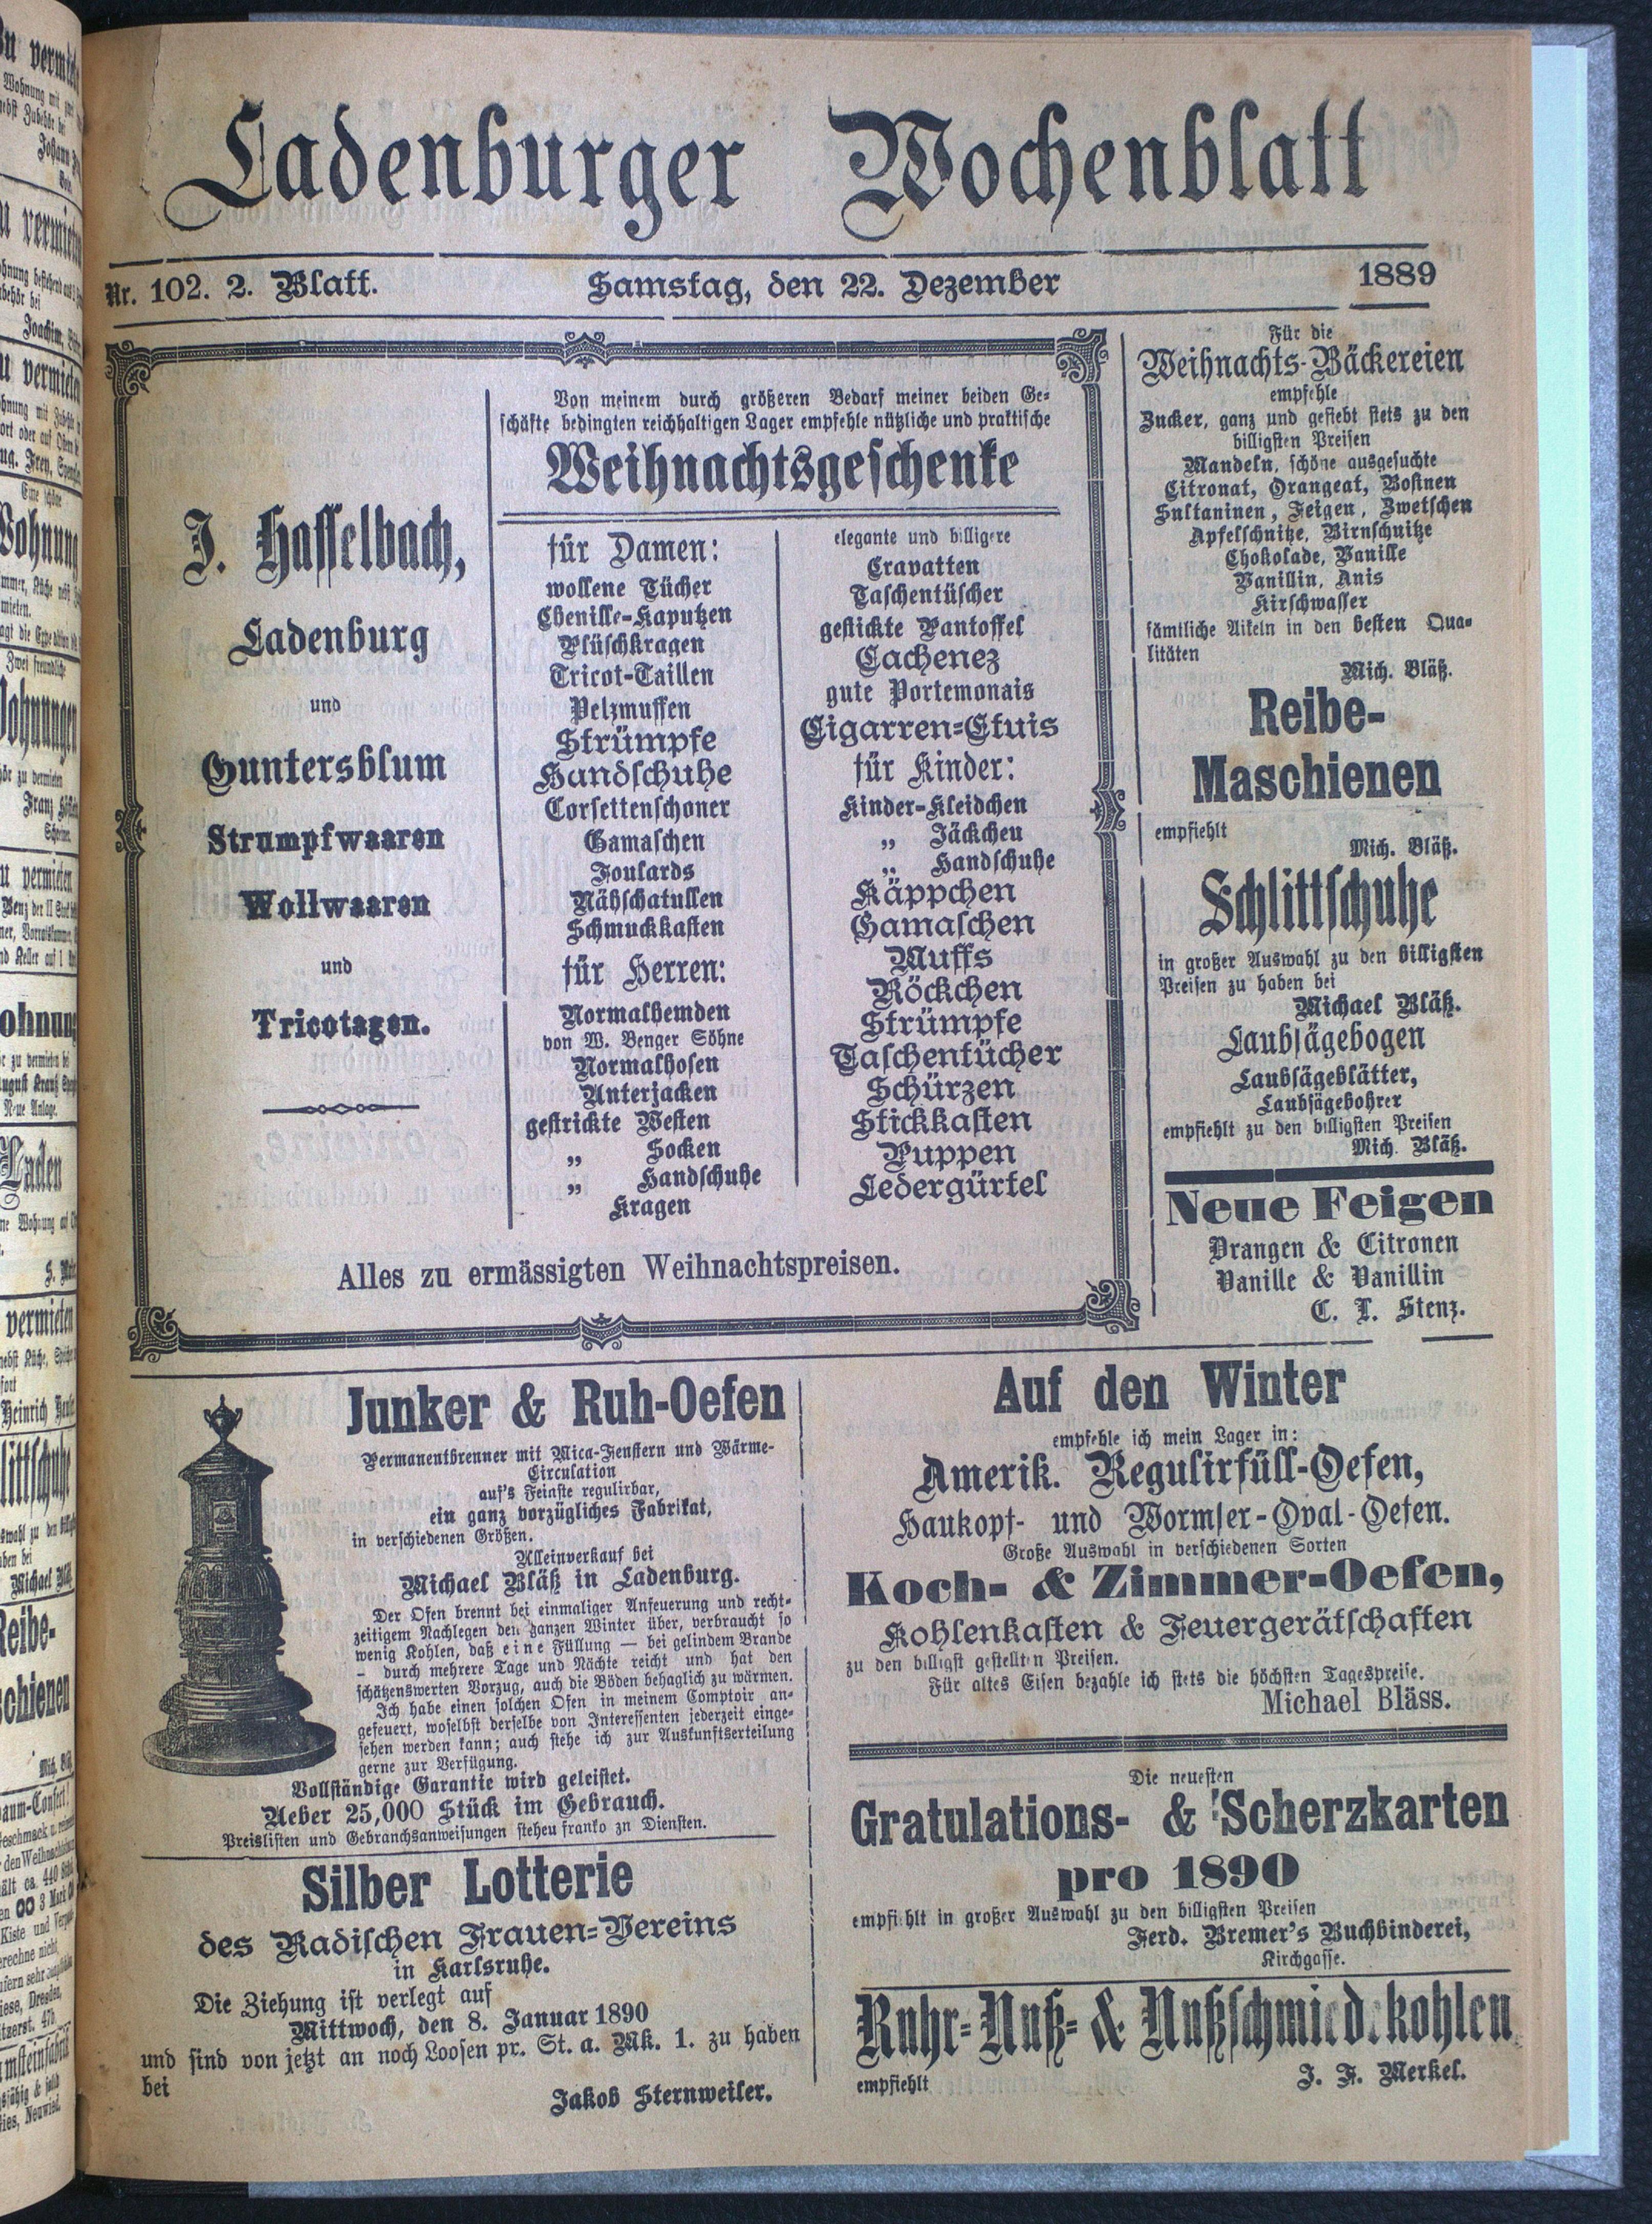 Ladenburger Wochenblatt
Nr. 102. 2. Blatt. Samstag, den 22. Dezember 1889
J. Hasselbach,
Ladenburg
und
Guntersblum
Strumpfwaaren
Wollwaaren
und
Tricotagen.
Von meinem durch größeren Bedarf meiner beiden Ge-
schäfte bedingten reichhaltigen Lager empfehle nützliche und praktische
Weihnachtsgeschenke
für Damen:
wollene Tücher
Chenille-Kaputzen
Plüschkragen
Tricot-Taillen
Pelzmuffen
Strümpfe
Handschuhe
Corsettenschoner
Gamaschen
Foulards
Nähschatullen
Schmuckkasten
für Herren:
Normalhemden
von W. Benger Söhne
Normalhosen
Unterjacken
gestrickte Westen
„ Socken
„ Handschuhe
Kragen
elegante und billigere
Cravatten
Taschentüscher
gestickte Pantoffel
Cachenez
gute Portemonais
Cigarren-Etuis
für Kinder:
Kinder-Kleidchen
„ Jäckchen
„ Handschuhe
Käppchen
Gamaschen
Muffs
Röckchen
Strümpfe
Taschentücher
Schürzen
Stickkasten
Puppen
Ledergürtel
Alles zu ermässigten Weihnachtspreisen.
Für die
Weihnachts-Bäckereien
empfehle
Zucker, ganz und gesiebt stets zu den
billigsten Preisen
Mandeln, schöne ausgesuchte
Citronat, Orangeat, Bosinen
Sultaninen, Feigen, Zwetschen
Apfelschnitze, Birnschnitze
Chokolade, Vanille
Vanillin, Anis
Kirschwasser
sämtliche Aikeln in den besten Qua-
litäten
Mich. Bläß.
Reibe-
Maschienen
empfiehlt
Mich. Bläß.
Schlittschuhe
in großer Auswahl zu den billigsten
Preisen zu haben bei
Michael Bläß.
Laubsägebogen
Laubsägeblätter,
Laubsägebohrer
empfiehlt zu den billigsten Preisen
Mich. Bläß.
Neue Feigen
Orangen & Citronen
Vanille & Vanillin
C. L. Stenz.
Junker & Ruh-Oefen
Permanentbrenner mit Mica-Fenstern und Wärme-
Circulation
auf's Feinste regulirbar,
ein ganz vorzügliches Fabrikat,
in verschiedenen Größen.
Alleinverkauf bei
Michael Bläß in Ladenburg.
Der Ofen brennt bei einmaliger Anfeuerung und recht-
zeitigem Nachlegen den ganzen Winter über, verbraucht so
wenig Kohlen, daß eine Füllung — bei gelindem Brande
– durch mehrere Tage und Nächte reicht und hat den
schätzenswerten Vorzug, auch die Böden behaglich zu wärmen.
Ich habe einen solchen Ofen in meinem Comptoir an-
gefeuert, woselbst derselbe von Interessenten jederzeit einge-
sehen werden kann; auch stehe ich zur Auskunftserteilung
gerne zur Verfügung.
Vollständige Garantie wird geleistet.
Ueber 25,000 Stück im Gebrauch.
Preislisten und Gebranchsanweisungen steheu franko zn Diensten.
Silber Lotterie
des Badischen Frauen-Vereins
in Karlsruhe.
Die Ziehung ist verlegt auf
Mittwoch, den 8. Januar 1890
und sind von jetzt an noch Loosen pr. St. a. Mk. 1. zu haben
bei
Jakob Sternweiler.
Auf den Winter
empfehle ich mein Lager in:
Amerik. Regulirfüll-Oefen,
Haukopf- und Wormser-Oval-Oefen.
Große Auswahl in verschiedenen Sorten
Koch- & Zimmer-Oefen,
Kohlenkasten & Feuergerätschaften
zu den billigst gestellten Preisen.
Für altes Eisen bezahle ich stets die höchsten Tagespreise.
Michael Bläss.
Die neuesten
Gratulations- & Scherzkarten
pro 1890
empfiehlt in großer Auswahl zu den billigsten Preisen
Ferd. Bremer's Buchbinderei,
Kirchgasse.
Ruhr-Nuß- & Nußschmiedekohlen
empfiehlt
J. F. Merkel.